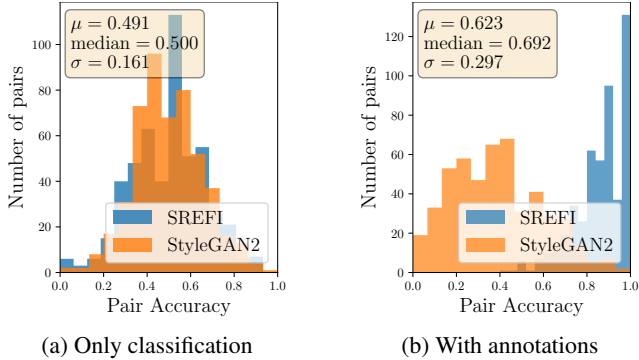 μ = 0.491
median = 0.500
σ = 0.161
Number of pairs
100
80
60
40
20
0
SREFI
StyleGAN2
0.0 0.2 0.4 0.6 0.8 1.0
Pair Accuracy
(a) Only classification
μ = 0.623
median = 0.692
σ = 0.297
Number of pairs
120
100
80
60
40
20
0
SREFI
StyleGAN2
0.0 0.2 0.4 0.6 0.8 1.0
Pair Accuracy
(b) With annotations